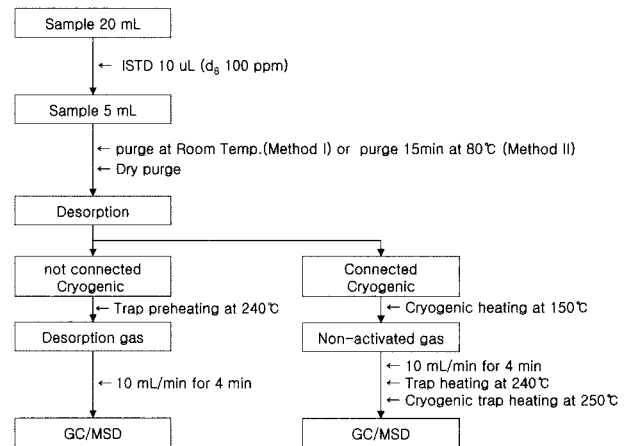 Sample 20 mL
← ISTD 10 uL (d₈ 100 ppm)
Sample 5 mL
← purge at Room Temp.(Method I) or purge 15min at 80℃ (Method II)
← Dry purge
Desorption
not connected
Cryogenic
Connected
Cryogenic
← Trap preheating at 240℃
← Cryogenic heating at 150℃
Desorption gas
Non-activated gas
← 10 mL/min for 4 min
← 10 mL/min for 4 min
← Trap heating at 240℃
← Cryogenic trap heating at 250℃
GC/MSD
GC/MSD